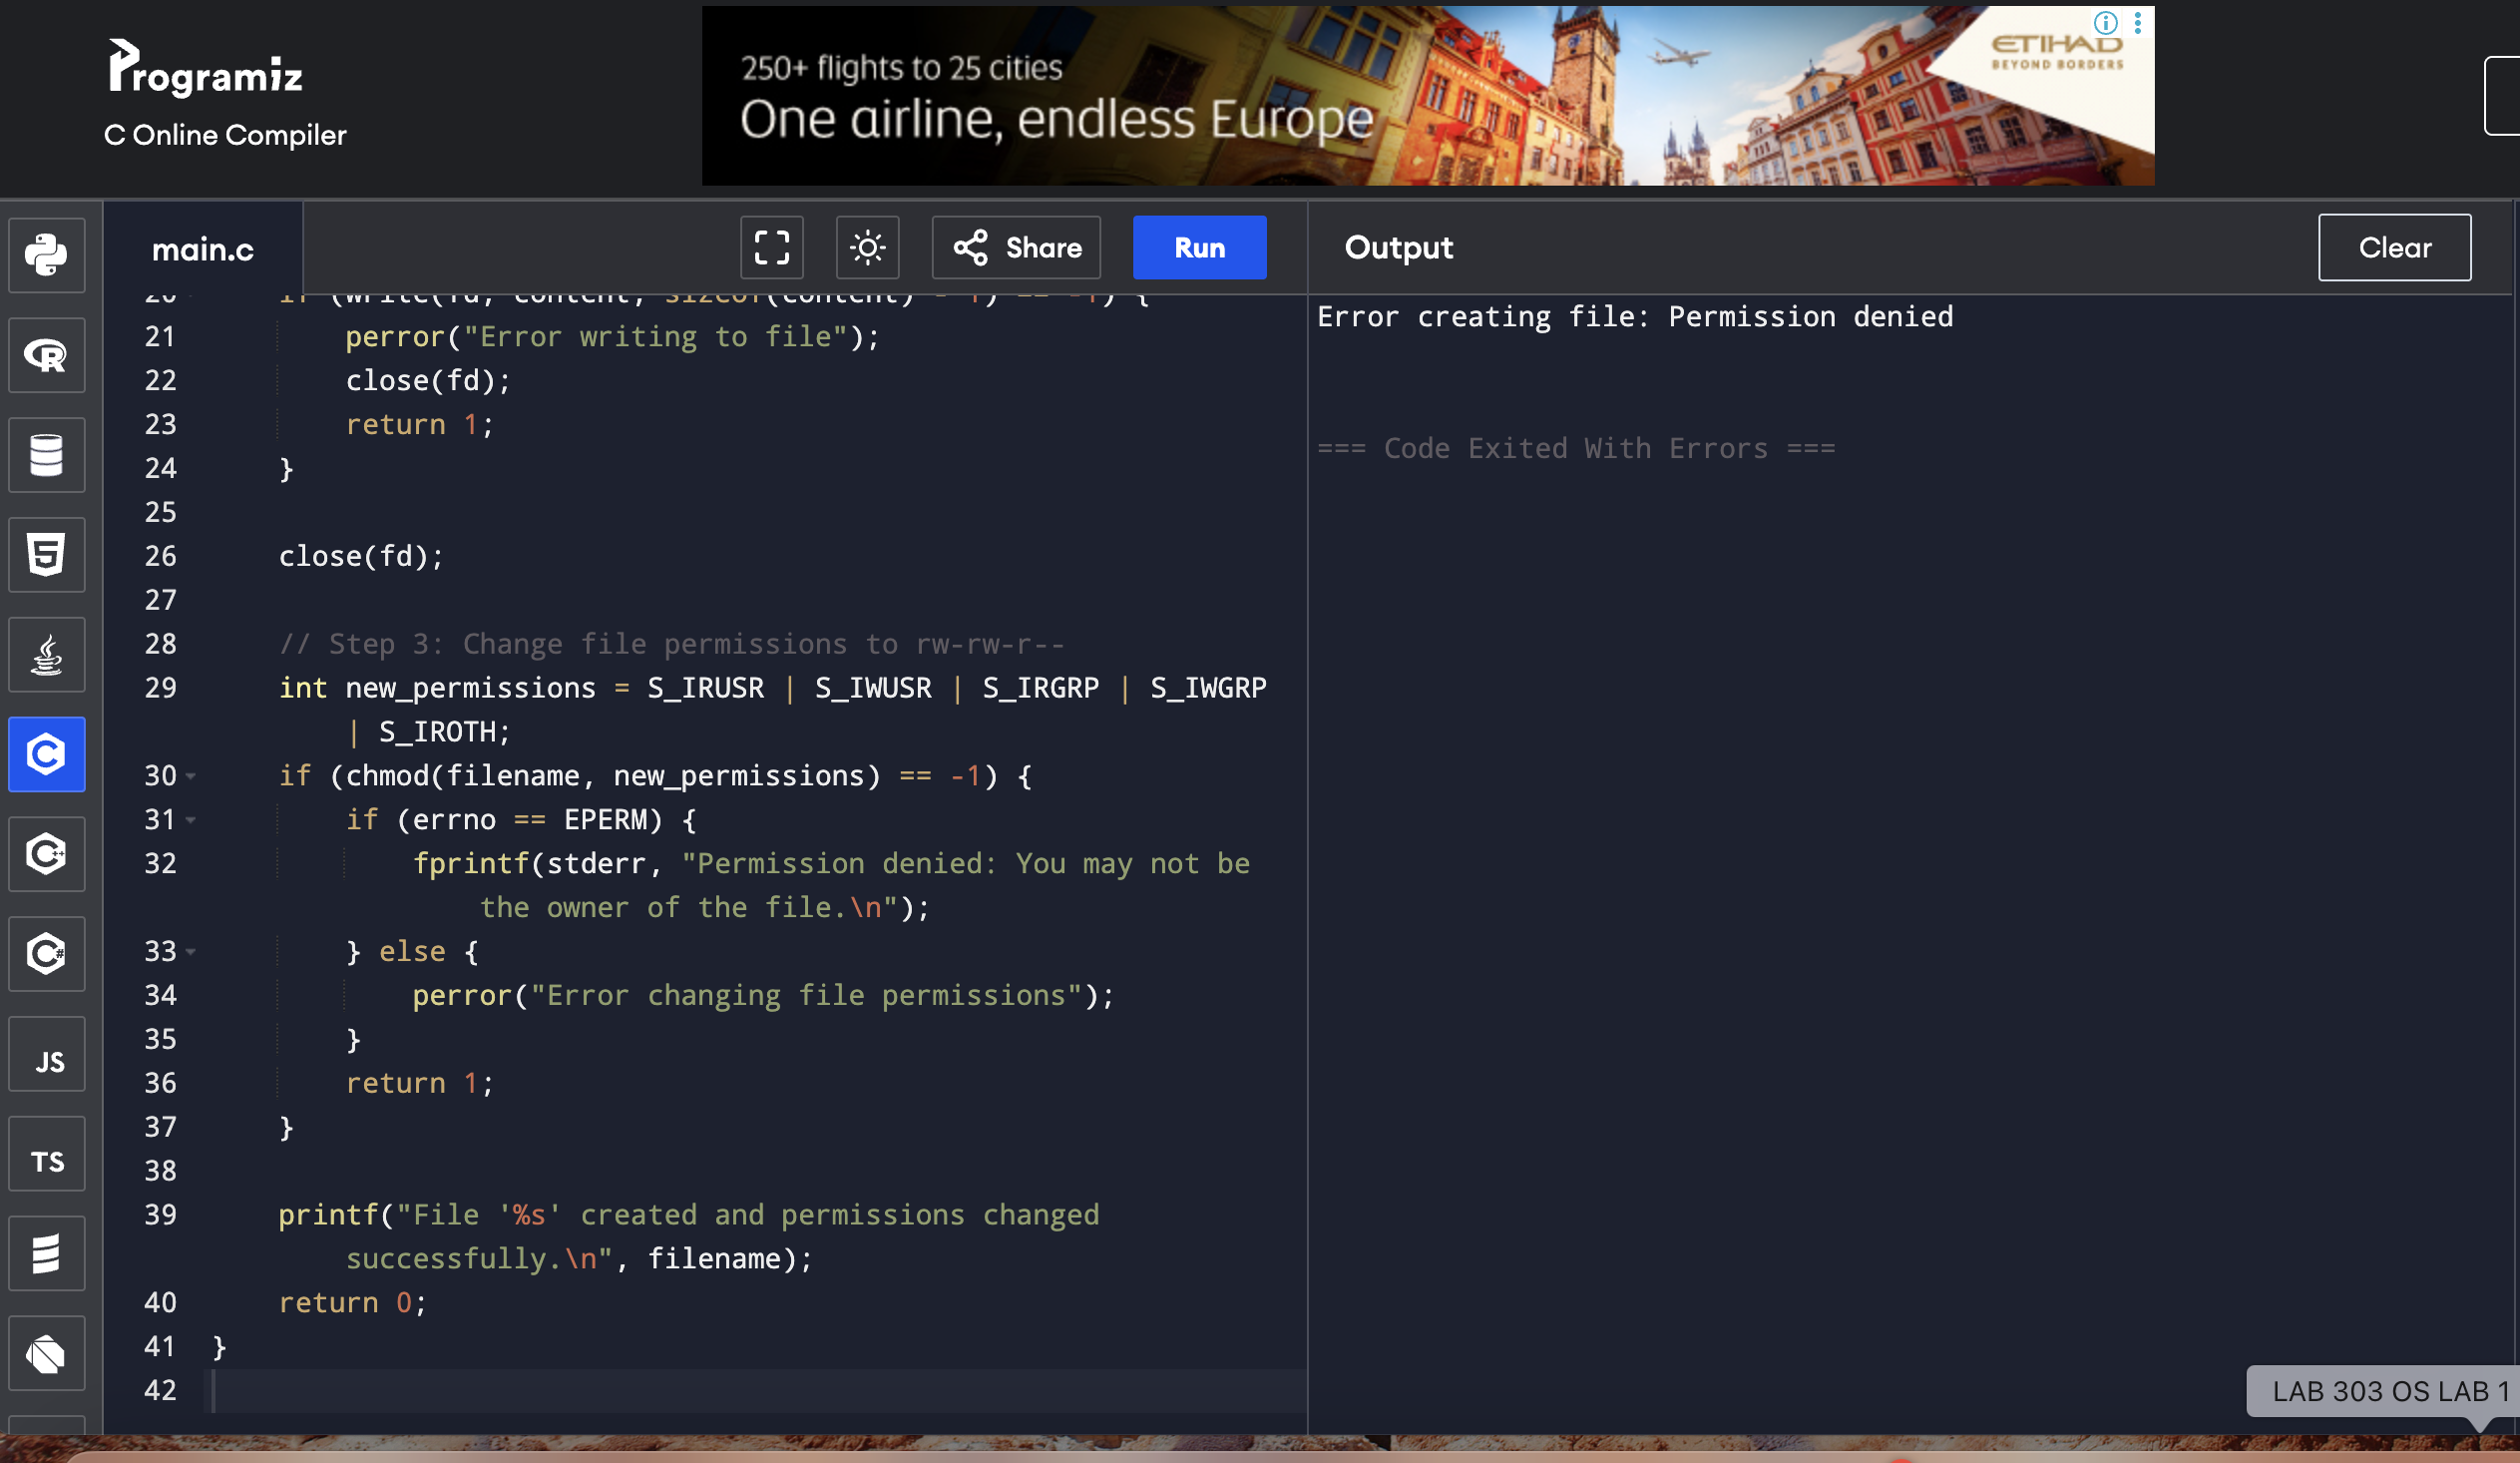 Programiz
C Online Compiler
250+ flights to 25 cities
One airline, endless Europe
ETIHAD
BEYOND BORDERS
main.c
Share
Run
Output
Clear
20 if (write(fd, content, sizeof(content) - 1) == -1) {
21 perror("Error writing to file");
22 close(fd);
23 return 1;
24 }
25
26 close(fd);
27
28 // Step 3: Change file permissions to rw-rw-r--
29 int new_permissions = S_IRUSR | S_IWUSR | S_IRGRP | S_IWGRP
| S_IROTH;
30 if (chmod(filename, new_permissions) == -1) {
31 if (errno == EPERM) {
32 fprintf(stderr, "Permission denied: You may not be
the owner of the file.\n");
33 } else {
34 perror("Error changing file permissions");
35 }
36 return 1;
37 }
38
39 printf("File '%s' created and permissions changed
successfully.\n", filename);
40 return 0;
41 }
42
Error creating file: Permission denied
=== Code Exited With Errors ===
R
5
C
C++
C#
JS
TS
LAB 303 OS LAB 1